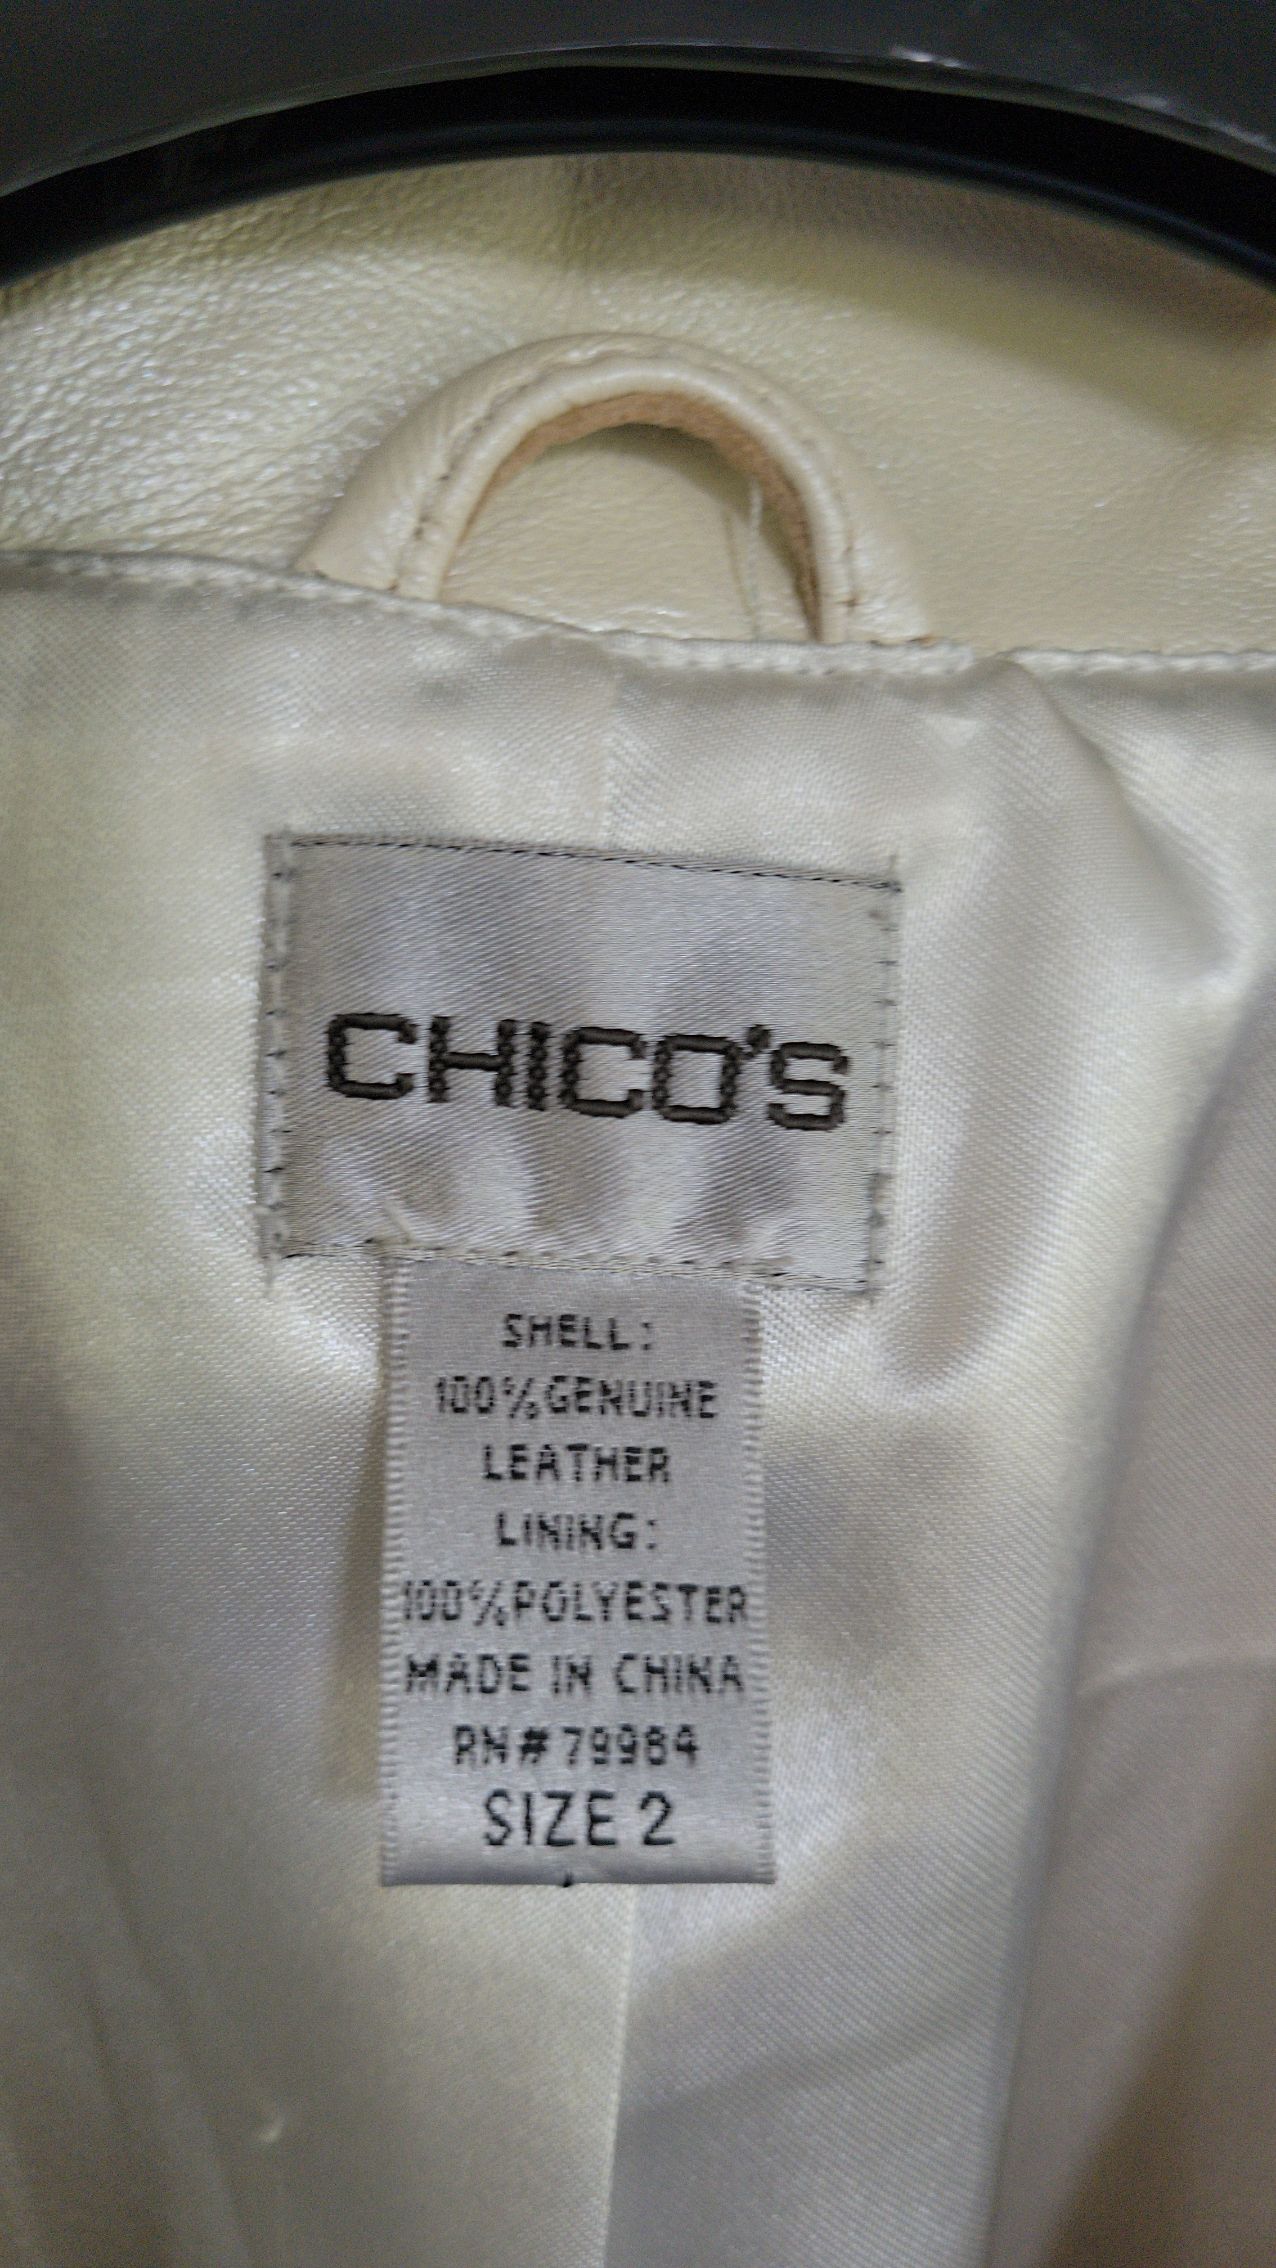 CHICO'S
SHELL:
100%GENUINE
LEATHER
LINING:
100%POLYESTER
MADE IN CHINA
RN#79984
SIZE 2